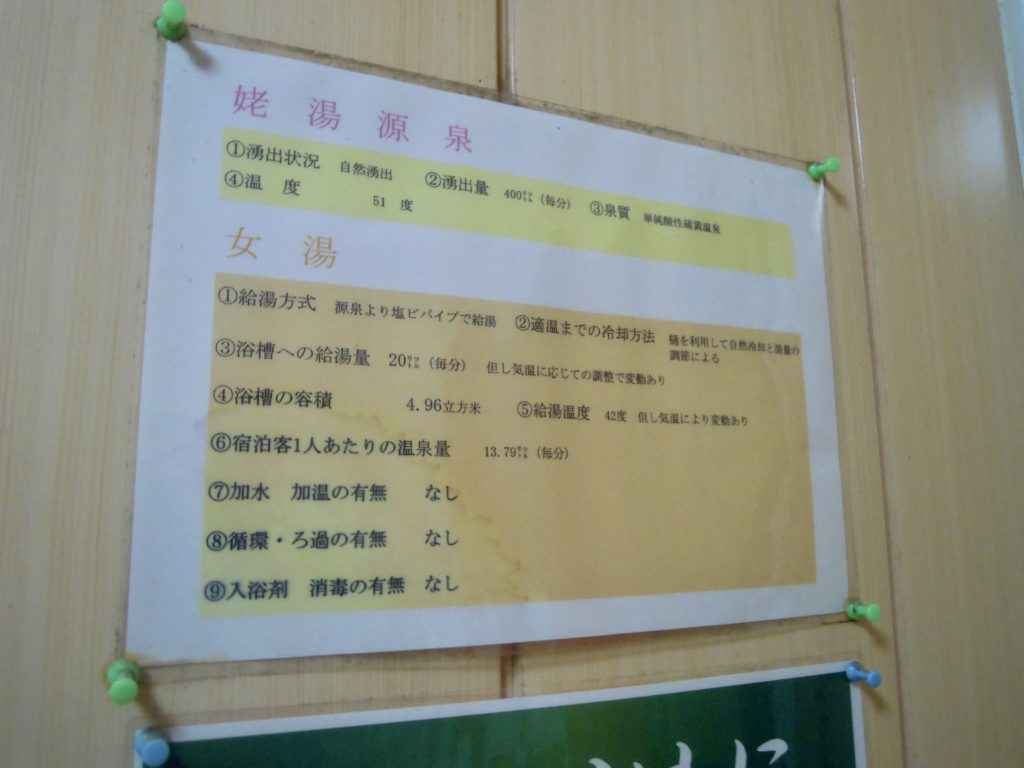 姥湯源泉
①湧出状況 自然湧出 ②湧出量 400㍑（毎分） ③泉質 単純酸性硫黄温泉
④温度 51度
女湯
①給湯方式 源泉より塩ビパイプで給湯 ②適温までの冷却方法 樋を利用して自然冷却と湯量の
調節による
③浴槽への給湯量 20㍑（毎分） 但し気温に応じての調整で変動あり
④浴槽の容積 4.96立方米 ⑤給湯温度 42度 但し気温により変動あり
⑥宿泊客1人あたりの温泉量 13.79㍑（毎分）
⑦加水 加温の有無 なし
⑧循環・ろ過の有無 なし
⑨入浴剤 消毒の有無 なし